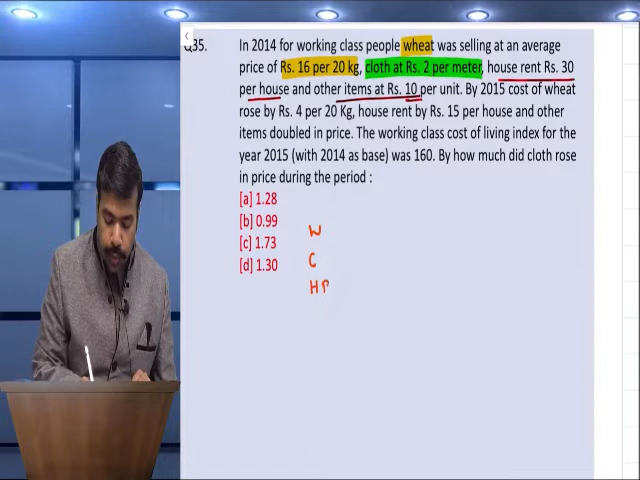 Q35. In 2014 for working class people wheat was selling at an average
price of Rs. 16 per 20 kg, cloth at Rs. 2 per meter, house rent Rs. 30
per house and other items at Rs. 10 per unit. By 2015 cost of wheat
rose by Rs. 4 per 20 Kg, house rent by Rs. 15 per house and other
items doubled in price. The working class cost of living index for the
year 2015 (with 2014 as base) was 160. By how much did cloth rose
in price during the period :
[a] 1.28
[b] 0.99
[c] 1.73
[d] 1.30
W
C
HR